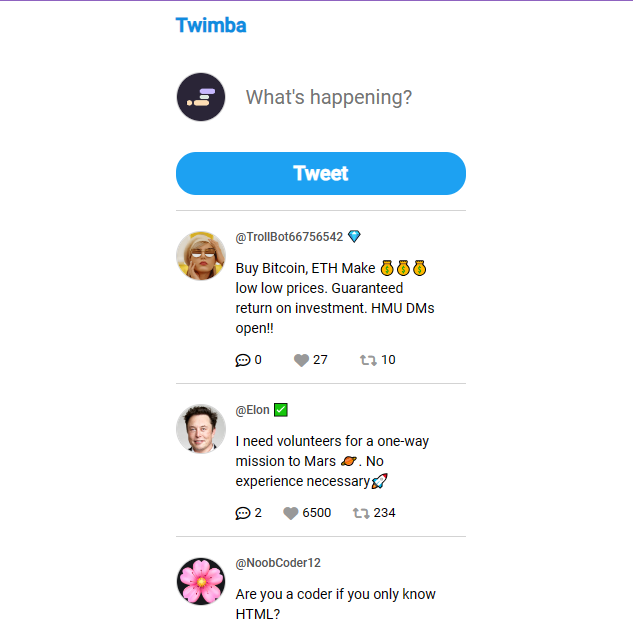 Twimba
What's happening?
Tweet
@TrollBot66756542 💎
Buy Bitcoin, ETH Make 💰💰💰
low low prices. Guaranteed
return on investment. HMU DMs
open!!
0 27 10
@Elon ✅
I need volunteers for a one-way
mission to Mars 🪐. No
experience necessary🚀
2 6500 234
@NoobCoder12
Are you a coder if you only know
HTML?